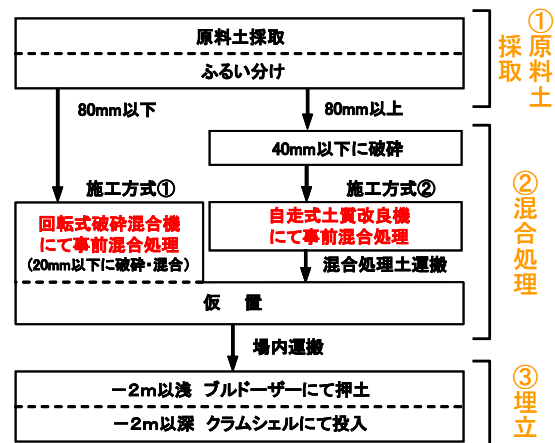 原料土採取
ふるい分け
①原料土採取
80mm以下
80mm以上
40mm以下に破砕
施工方式①
施工方式②
回転式破砕混合機
にて事前混合処理
(20mm以下に破砕・混合)
自走式土質改良機
にて事前混合処理
混合処理土運搬
仮 置
②混合処理
場内運搬
－2m以浅 ブルドーザーにて押土
－2m以深 クラムシェルにて投入
③埋立